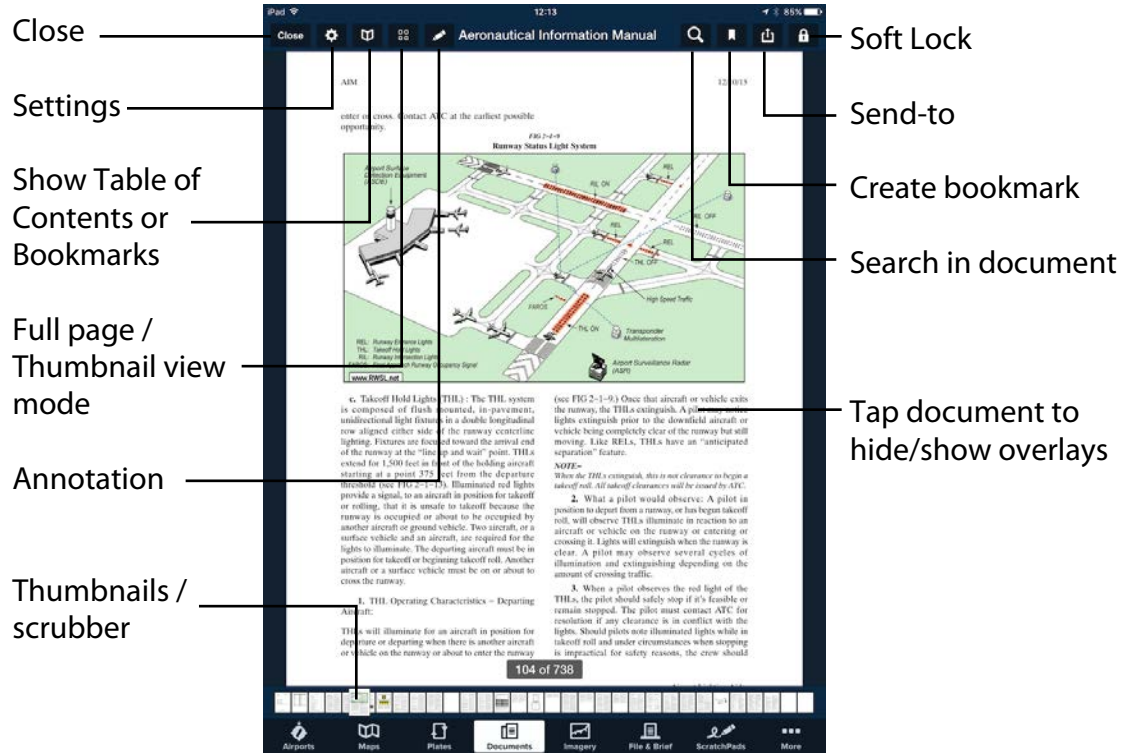 Close
Settings
Show Table of
Contents or
Bookmarks
Full page /
Thumbnail view
mode
Annotation
Thumbnails /
scrubber
iPad
12:13
85%
Close
Aeronautical Information Manual
AIM
12/10/15
enter or cross. Contact ATC at the earliest possible
opportunity.
FIG 2-1-9
Runway Status Light System
Airport Surface
Detection Equipment
REL
RIL ON
RIL OFF
REL
REL
THL OFF
High Speed Traffic
FAROS
THL ON
Transponder
Multilateration
Airport Surveillance Radar
(ASR)
REL: Runway Entrance Lights
THL: Takeoff Hold Lights
RIL: Runway Intersection Lights
FAROS: Final Approach Runway Occupancy Signal
www.RWSL.net
c. Takeoff Hold Lights (THL) : The THL system
is composed of flush mounted, in-pavement,
unidirectional light fixtures in a double longitudinal
row aligned either side of the runway centerline
lighting. Fixtures are focused toward the arrival end
of the runway at the "line up and wait" point. THLs
extend for 1,500 feet in front of the holding aircraft
starting at a point 375 feet from the departure
threshold (see FIG 2-1-13). Illuminated red lights
provide a signal, to an aircraft in position for takeoff
or rolling, that it is unsafe to takeoff because the
runway is occupied or about to be occupied by
another aircraft or ground vehicle. Two aircraft, or a
surface vehicle and an aircraft, are required for the
lights to illuminate. The departing aircraft must be in
position for takeoff or beginning takeoff roll. Another
aircraft or a surface vehicle must be on or about to
cross the runway.
1. THL Operating Characteristics – Departing
Aircraft:
THLs will illuminate for an aircraft in position for
departure or departing when there is another aircraft
or vehicle on the runway or about to enter the runway
(see FIG 2-1-9.) Once that aircraft or vehicle exits
the runway, the THLs extinguish. A pilot may notice
lights extinguish prior to the downfield aircraft or
vehicle being completely clear of the runway but still
moving. Like RELs, THLs have an "anticipated
separation" feature.
NOTE-
When the THLs extinguish, this is not clearance to begin a
takeoff roll. All takeoff clearances will be issued by ATC.
2. What a pilot would observe: A pilot in
position to depart from a runway, or has begun takeoff
roll, will observe THLs illuminate in reaction to an
aircraft or vehicle on the runway or entering or
crossing it. Lights will extinguish when the runway is
clear. A pilot may observe several cycles of
illumination and extinguishing depending on the
amount of crossing traffic.
3. When a pilot observes the red light of the
THLs, the pilot should safely stop if it's feasible or
remain stopped. The pilot must contact ATC for
resolution if any clearance is in conflict with the
lights. Should pilots note illuminated lights while in
takeoff roll and under circumstances when stopping
is impractical for safety reasons, the crew should
104 of 738
Airports
Maps
Plates
Documents
Imagery
File & Brief
ScratchPads
More
Soft Lock
Send-to
Create bookmark
Search in document
Tap document to
hide/show overlays